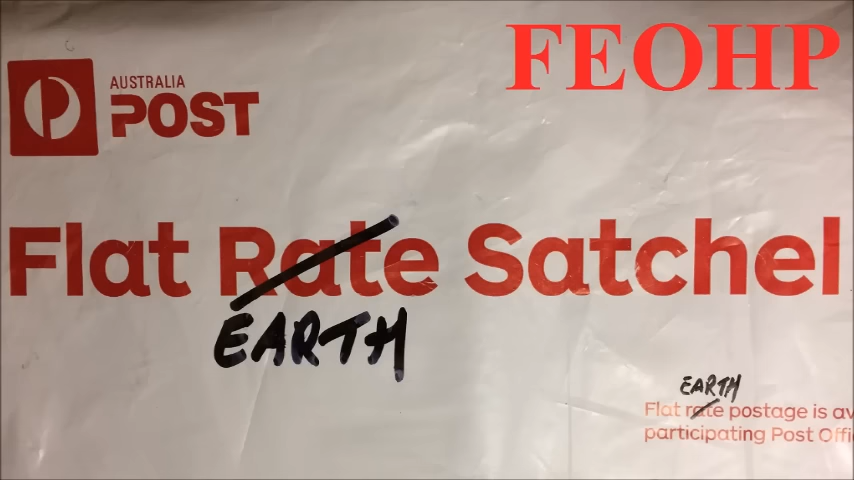 FEOHP
AUSTRALIA
POST
Flat Rate Satchel
EARTH
EARTH
Flat rate postage is av
participating Post Offi